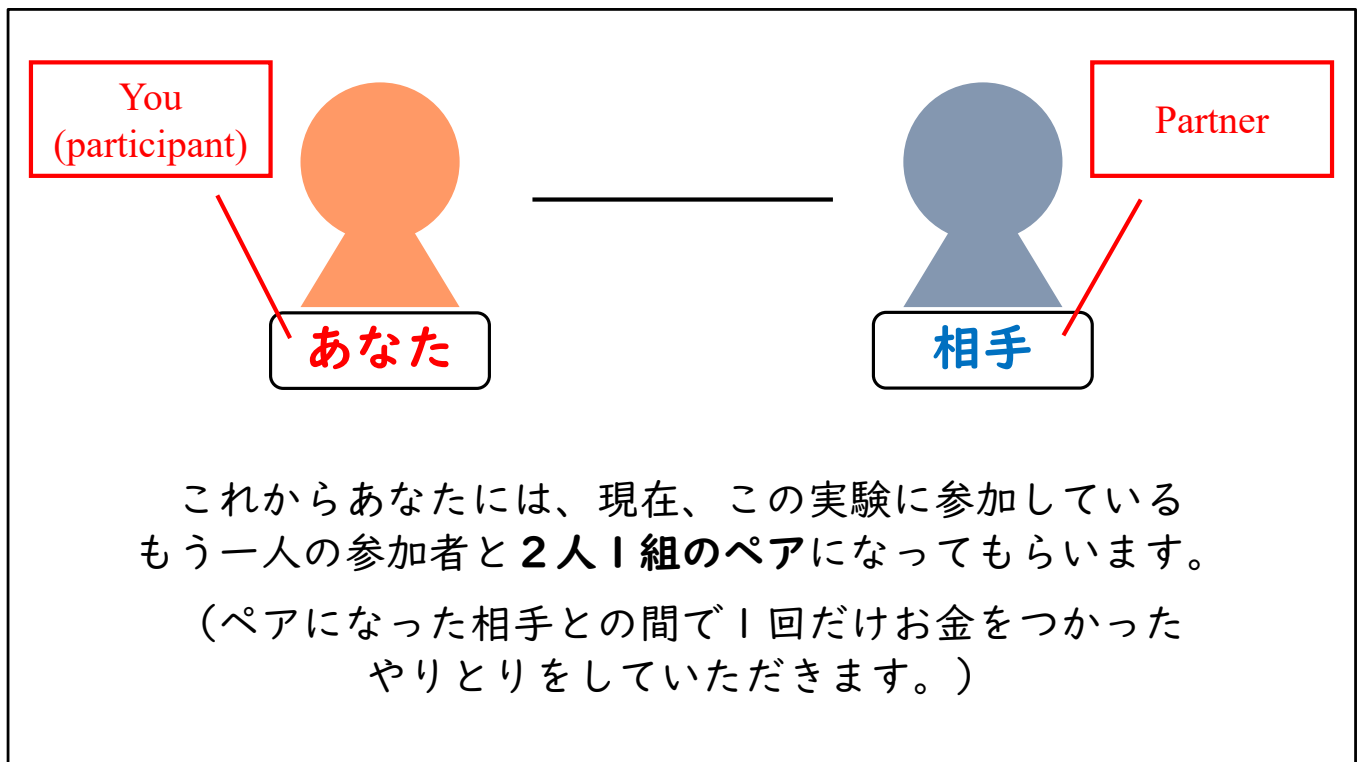 You
(participant)
Partner
あなた
相手
これからあなたには、現在、この実験に参加している
もう一人の参加者と２人１組のペアになってもらいます。
（ペアになった相手との間で１回だけお金をつかった
やりとりをしていただきます。）